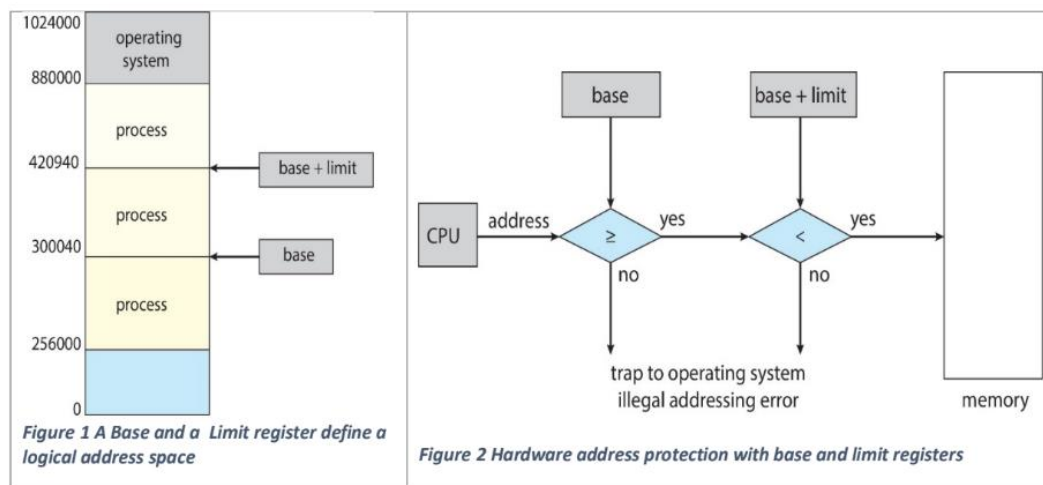 1024000
operating
system
880000
process
420940
base + limit
process
300040
base
process
256000
0
Figure 1 A Base and a Limit register define a
logical address space
base
base + limit
CPU
address
≥
yes
<
yes
no
no
trap to operating system
illegal addressing error
memory
Figure 2 Hardware address protection with base and limit registers